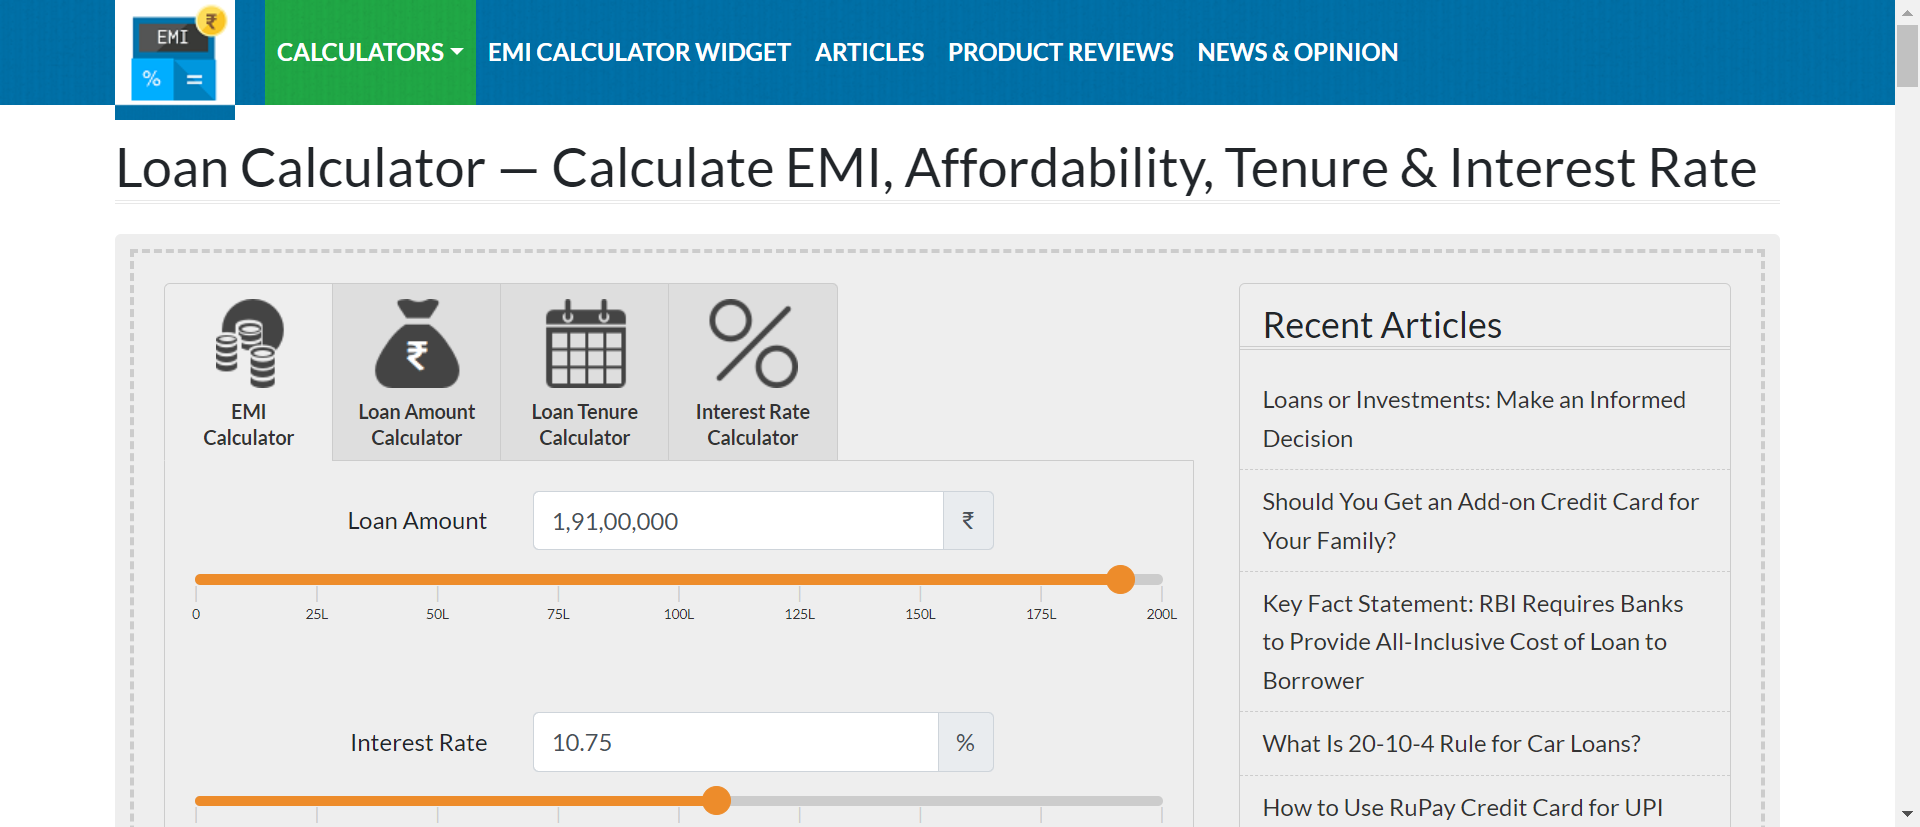 EMI
₹
%
=
CALCULATORS
EMI CALCULATOR WIDGET
ARTICLES
PRODUCT REVIEWS
NEWS & OPINION
Loan Calculator — Calculate EMI, Affordability, Tenure & Interest Rate
EMI
Calculator
₹
Loan Amount
Calculator
Loan Tenure
Calculator
Interest Rate
Calculator
Loan Amount
1,91,00,000
₹
0
25L
50L
75L
100L
125L
150L
175L
200L
Interest Rate
10.75
%
Recent Articles
Loans or Investments: Make an Informed
Decision
Should You Get an Add-on Credit Card for
Your Family?
Key Fact Statement: RBI Requires Banks
to Provide All-Inclusive Cost of Loan to
Borrower
What Is 20-10-4 Rule for Car Loans?
How to Use RuPay Credit Card for UPI